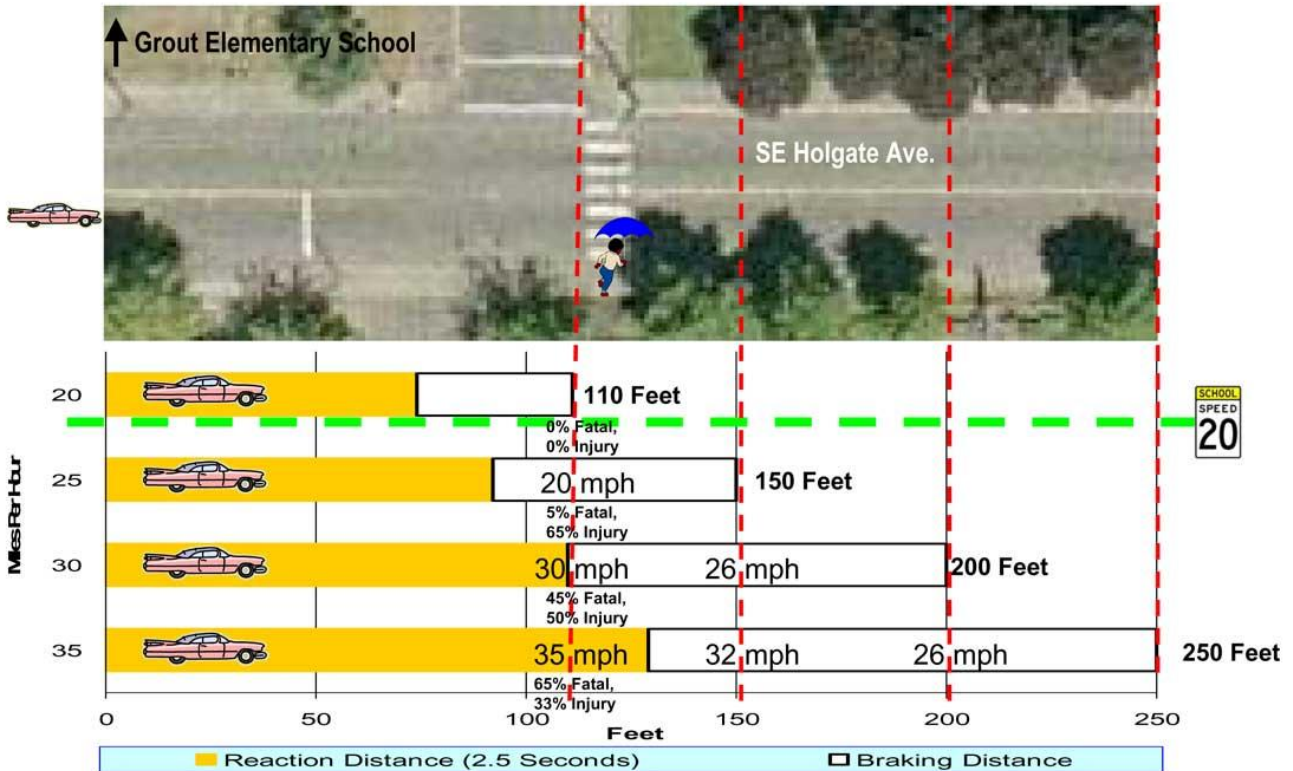 Grout Elementary School
SE Holgate Ave.
20
110 Feet
SCHOOL
SPEED
20
0% Fatal,
0% Injury
25
20 mph
150 Feet
5% Fatal,
65% Injury
Miles Per Hour
30
30 mph
26 mph
200 Feet
45% Fatal,
50% Injury
35
35 mph
32 mph
26 mph
250 Feet
65% Fatal,
33% Injury
0
50
100
150
200
250
Feet
Reaction Distance (2.5 Seconds)
Braking Distance